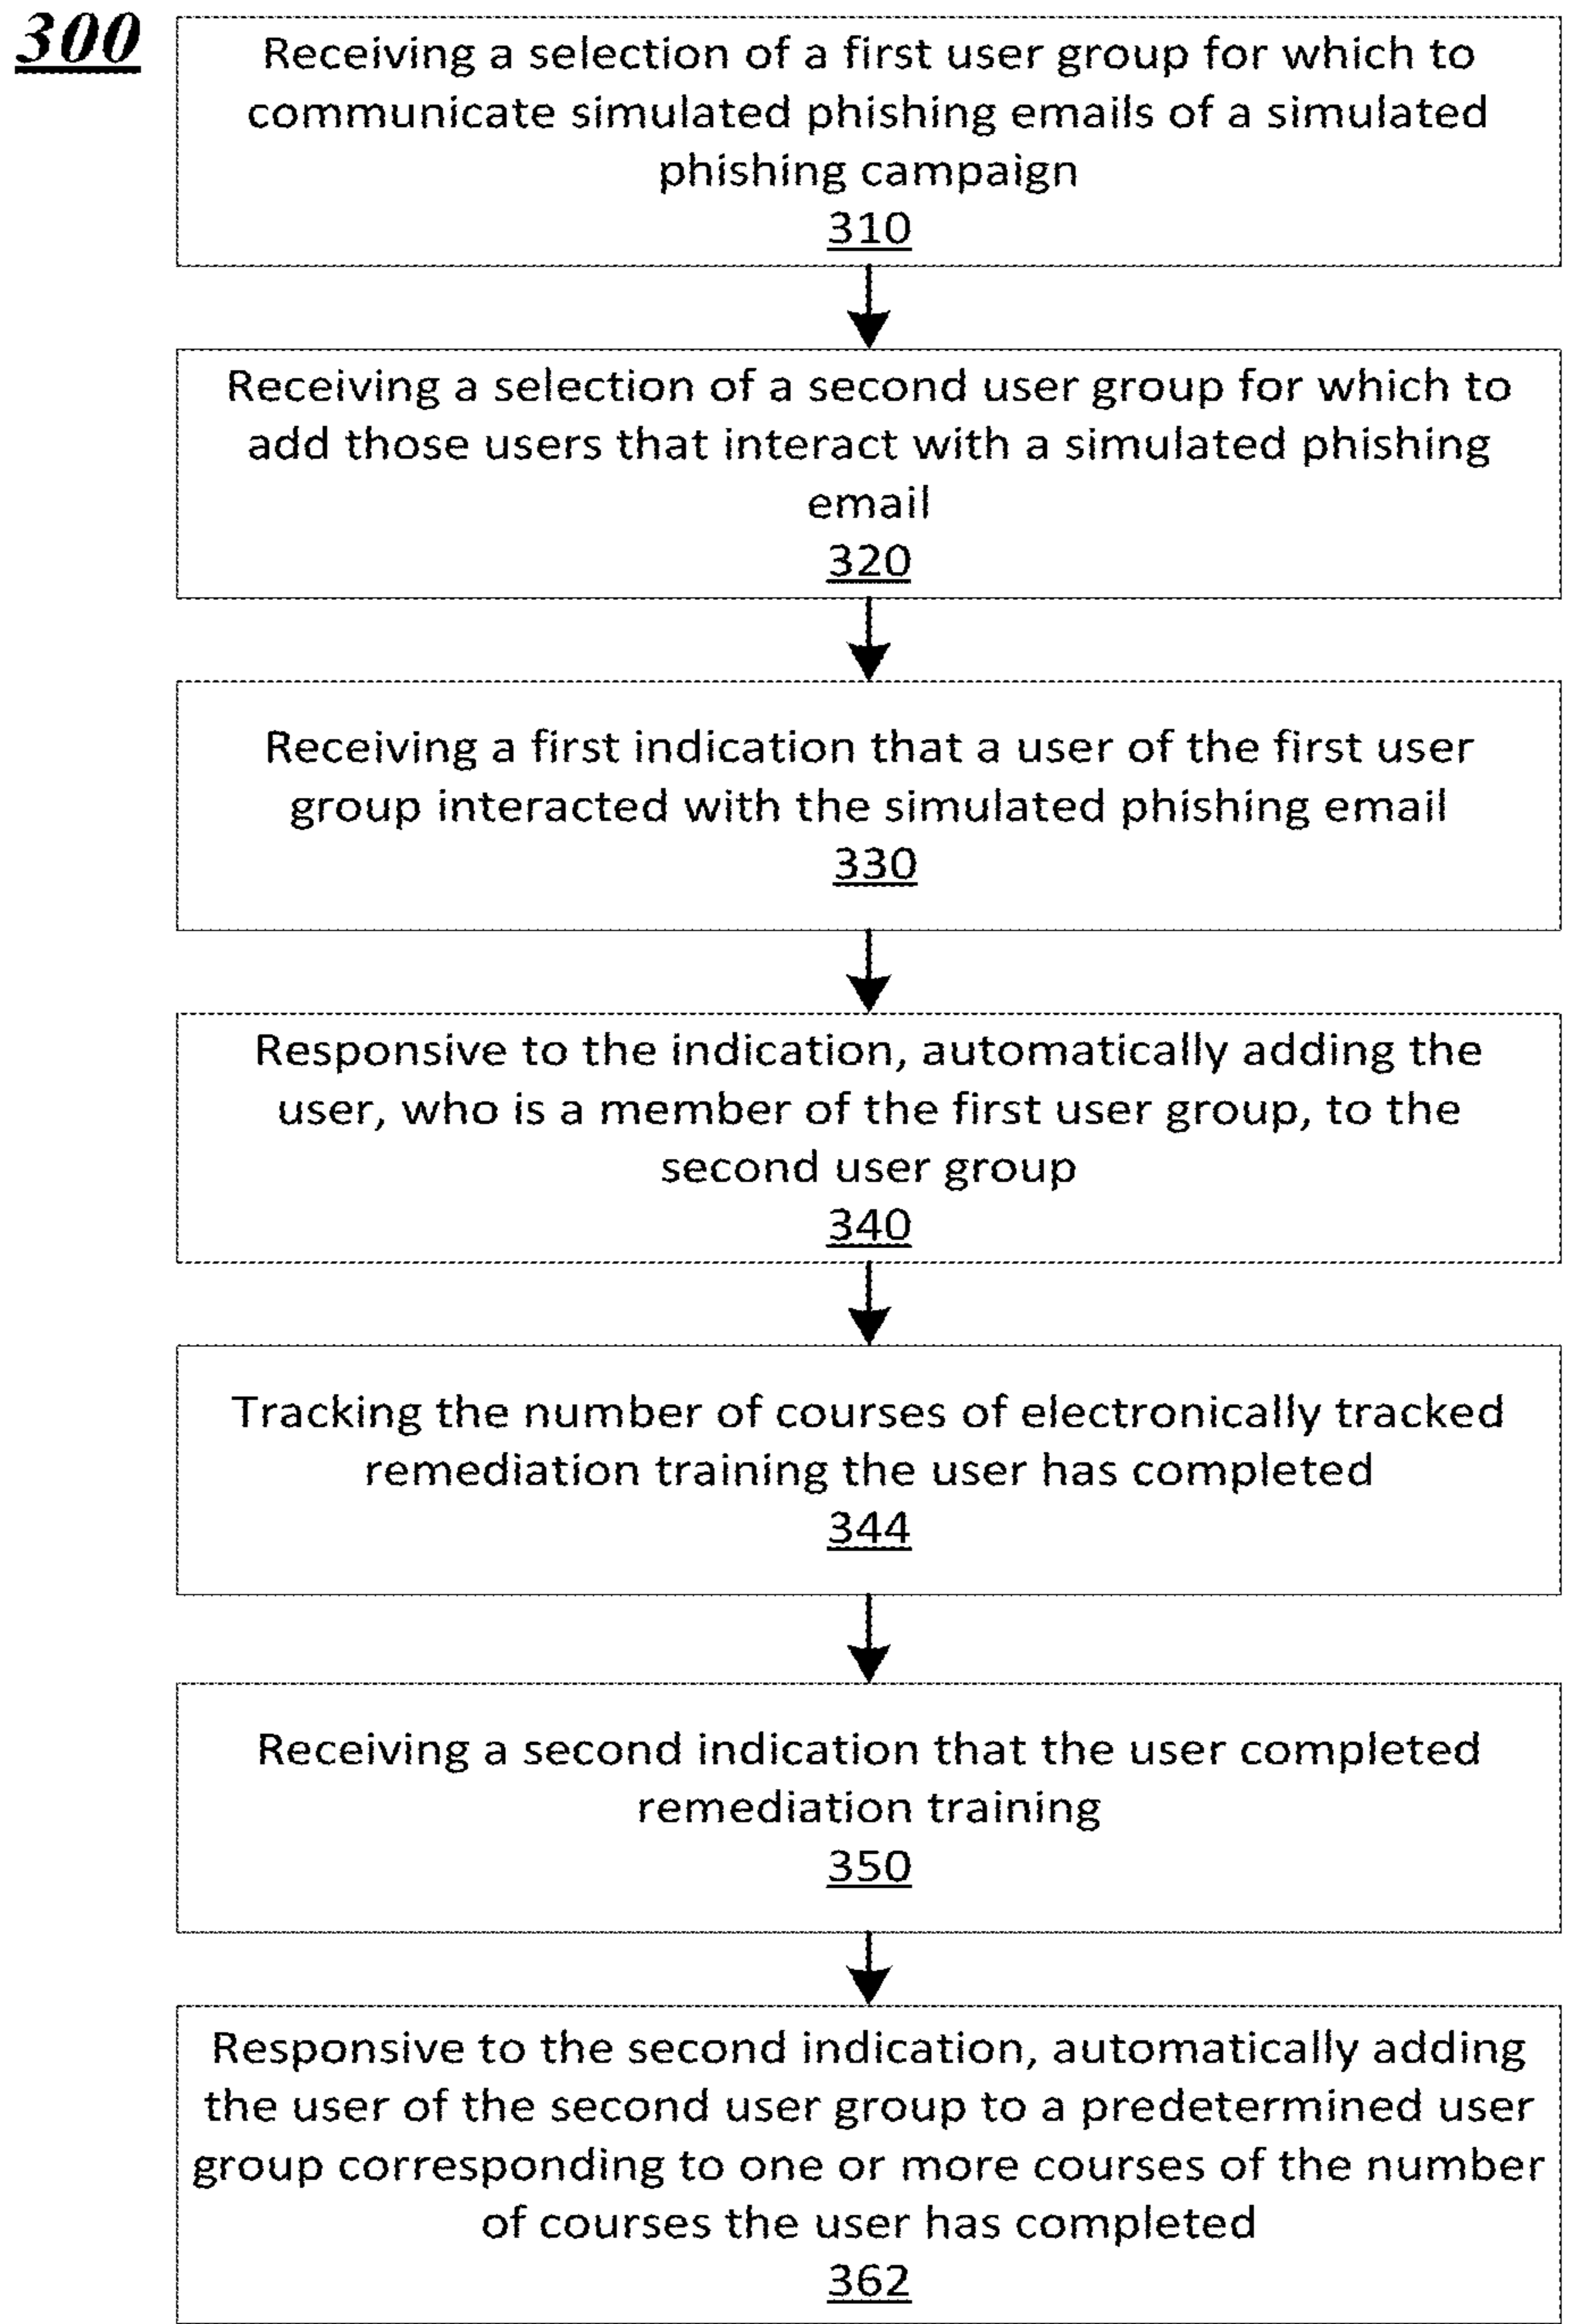 300
Receiving a selection of a first user group for which to
communicate simulated phishing emails of a simulated
phishing campaign
310
Receiving a selection of a second user group for which to
add those users that interact with a simulated phishing
email
320
Receiving a first indication that a user of the first user
group interacted with the simulated phishing email
330
Responsive to the indication, automatically adding the
user, who is a member of the first user group, to the
second user group
340
Tracking the number of courses of electronically tracked
remediation training the user has completed
344
Receiving a second indication that the user completed
remediation training
350
Responsive to the second indication, automatically adding
the user of the second user group to a predetermined user
group corresponding to one or more courses of the number
of courses the user has completed
362